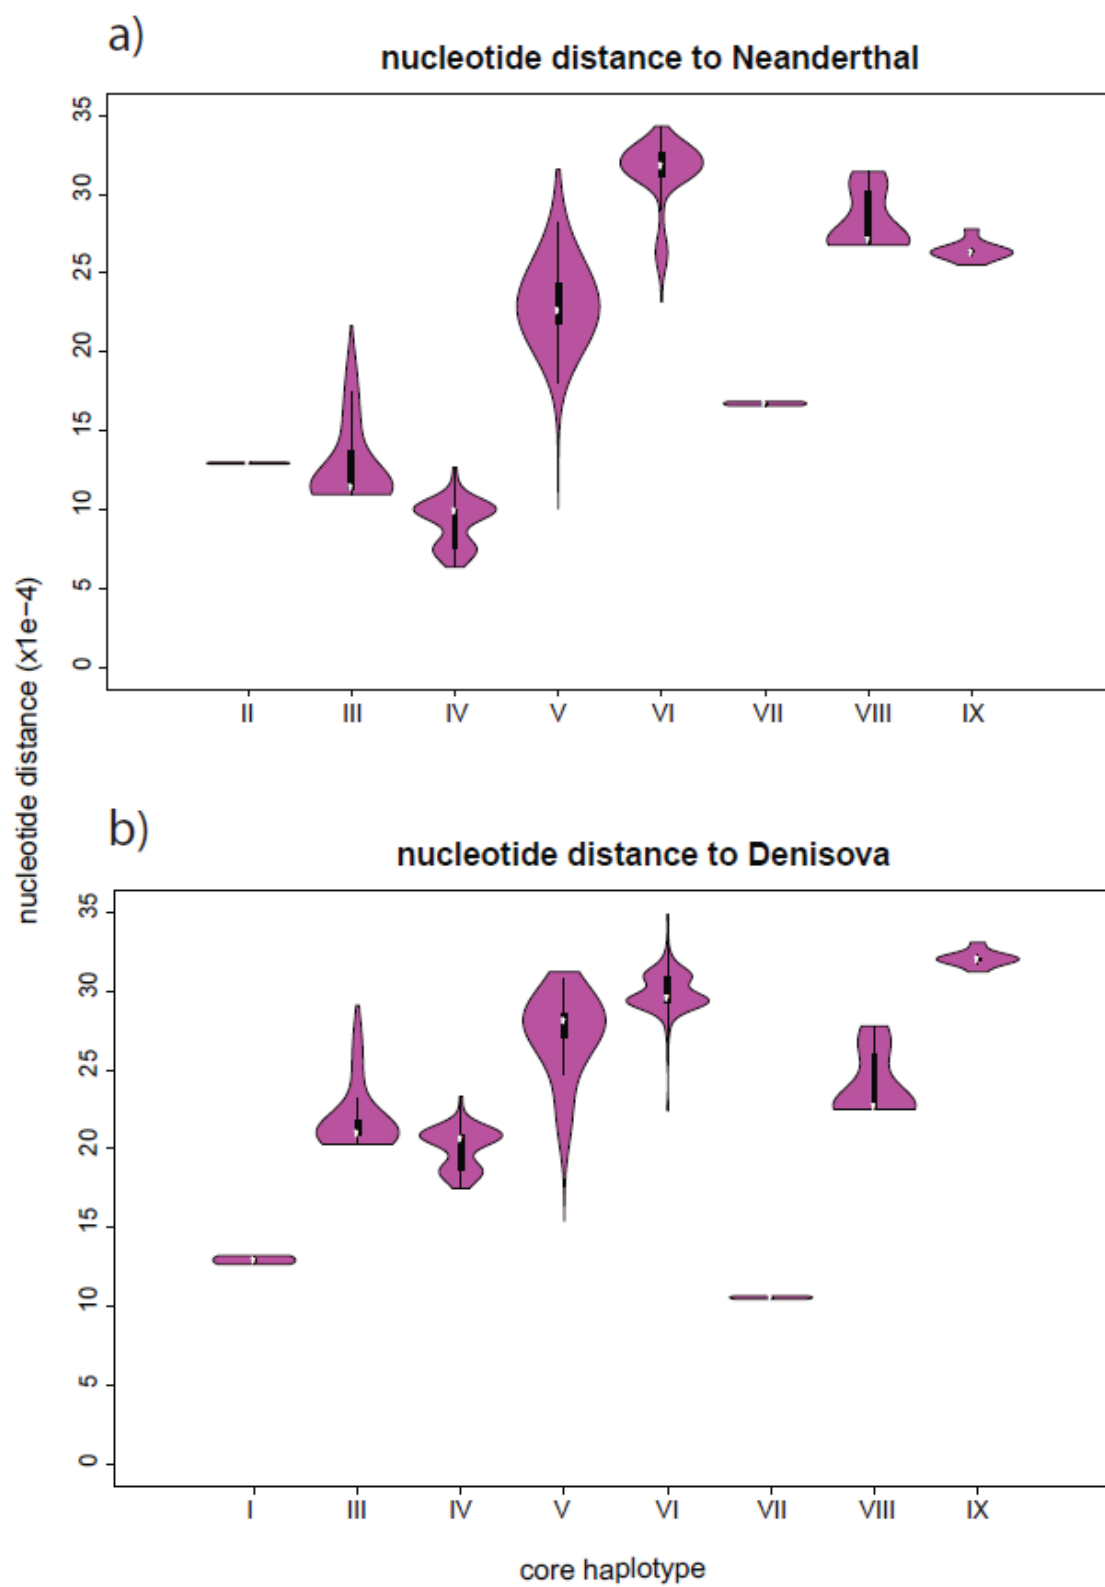 a)
nucleotide distance to Neanderthal
35
30
25
20
15
10
5
0
II III IV V VI VII VIII IX
nucleotide distance (x1e−4)
b)
nucleotide distance to Denisova
35
30
25
20
15
10
5
0
I III IV V VI VII VIII IX
core haplotype